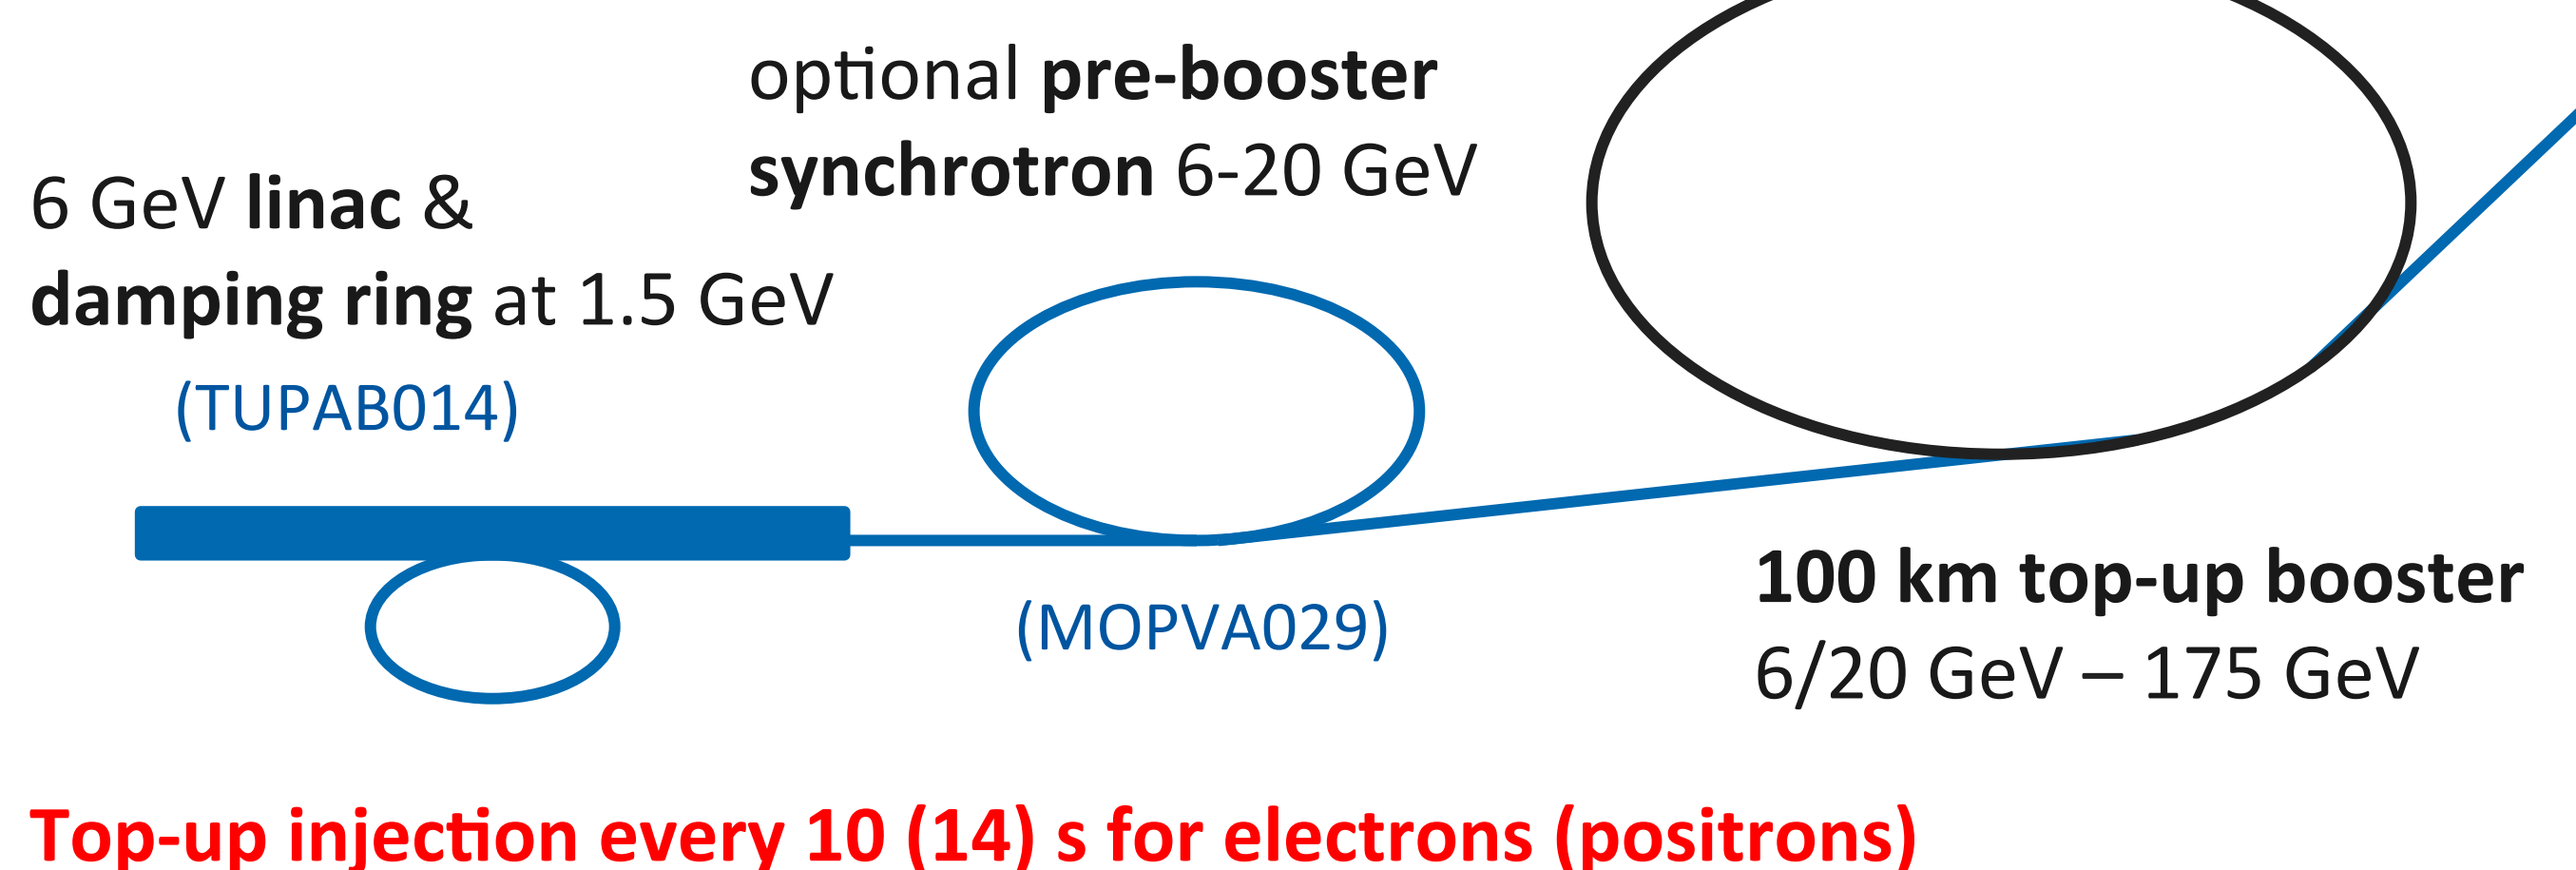 optional pre-booster
synchrotron 6-20 GeV
6 GeV linac &
damping ring at 1.5 GeV
(TUPAB014)
(MOPVA029)
100 km top-up booster
6/20 GeV – 175 GeV
Top-up injection every 10 (14) s for electrons (positrons)